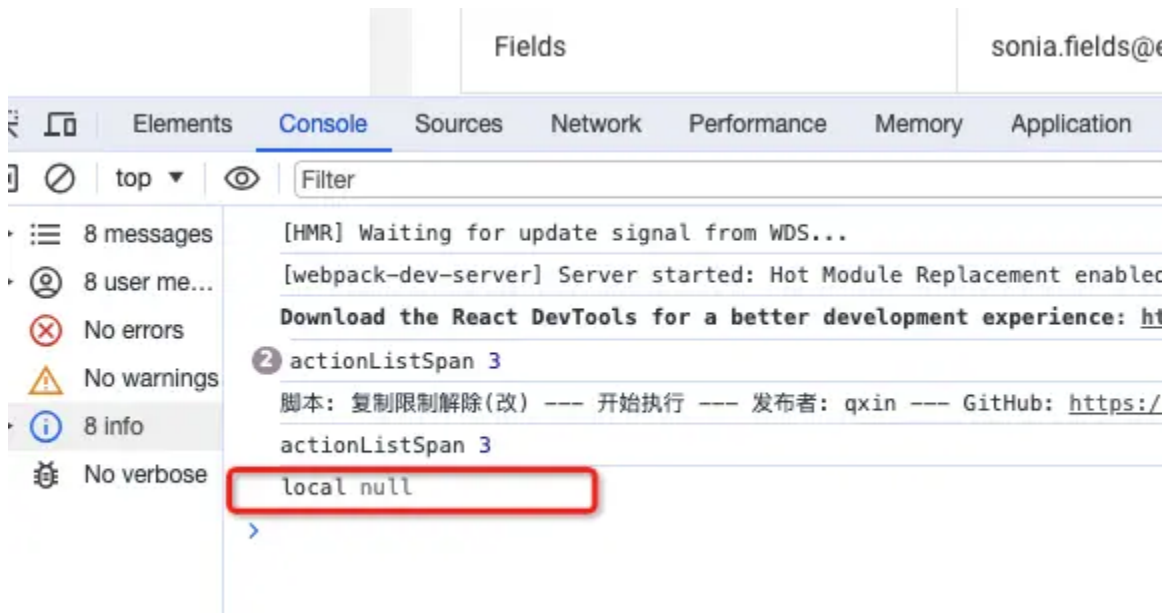 Fields
sonia.fields@e
Elements Console Sources Network Performance Memory Application
top
Filter
8 messages
8 user me...
No errors
No warnings
8 info
No verbose
[HMR] Waiting for update signal from WDS...
[webpack-dev-server] Server started: Hot Module Replacement enabled
Download the React DevTools for a better development experience: ht
2 actionListSpan 3
脚本: 复制限制解除(改) --- 开始执行 --- 发布者: qxin --- GitHub: https:/
actionListSpan 3
local null